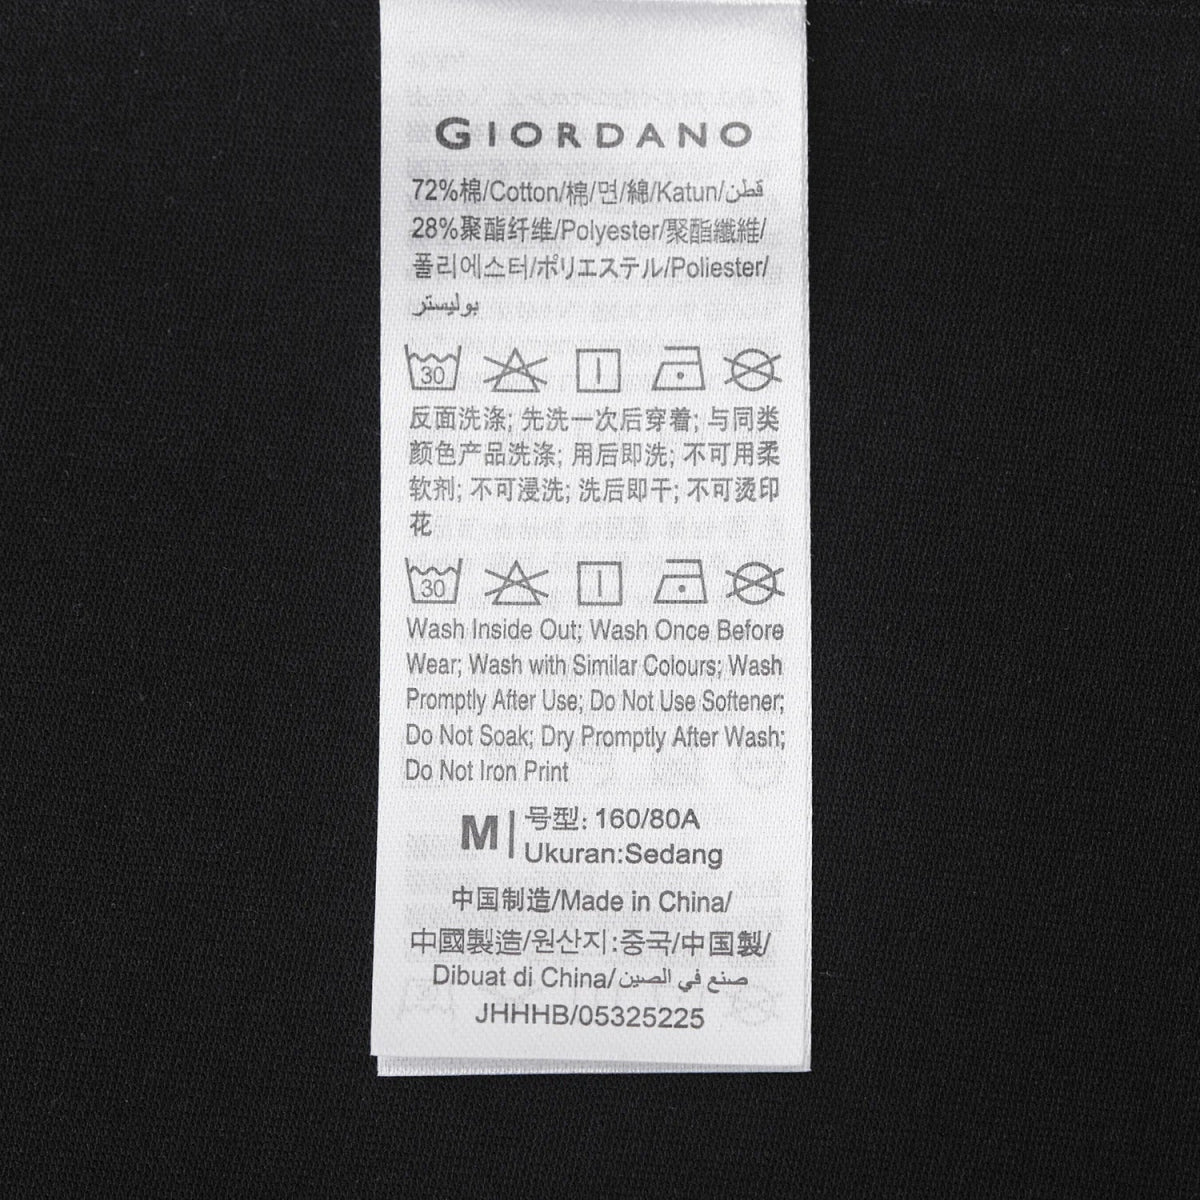 GIORDANO
72%棉/Cotton/棉/면/綿/Katun/قطن
28%聚酯纤维/Polyester/聚酯纖維/
폴리에스터/ポリエステル/Poliester/
بوليستر
30
反面洗涤; 先洗一次后穿着; 与同类
颜色产品洗涤; 用后即洗; 不可用柔
软剂; 不可浸洗; 洗后即干; 不可烫印
花
30
Wash Inside Out; Wash Once Before
Wear; Wash with Similar Colours; Wash
Promptly After Use; Do Not Use Softener;
Do Not Soak; Dry Promptly After Wash;
Do Not Iron Print
M 号型: 160/80A
Ukuran:Sedang
中国制造/Made in China/
中國製造/원산지:중국/中国製/
Dibuat di China/صنع في الصين
JHHHB/05325225